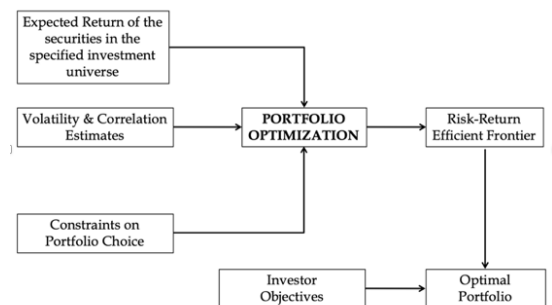 Expected Return of the
securities in the
specified investment
universe
Volatility & Correlation
Estimates
PORTFOLIO
OPTIMIZATION
Risk-Return
Efficient Frontier
Constraints on
Portfolio Choice
Investor
Objectives
Optimal
Portfolio